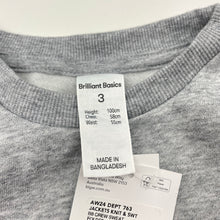 Brilliant Basics
3
Height: 100cm
Chest: 58cm
Waist: 55cm
MADE IN
BANGLADESH
Australia
AW24 DEPT 763
JACKETS KNIT & SWT
BB CREW SWEAT